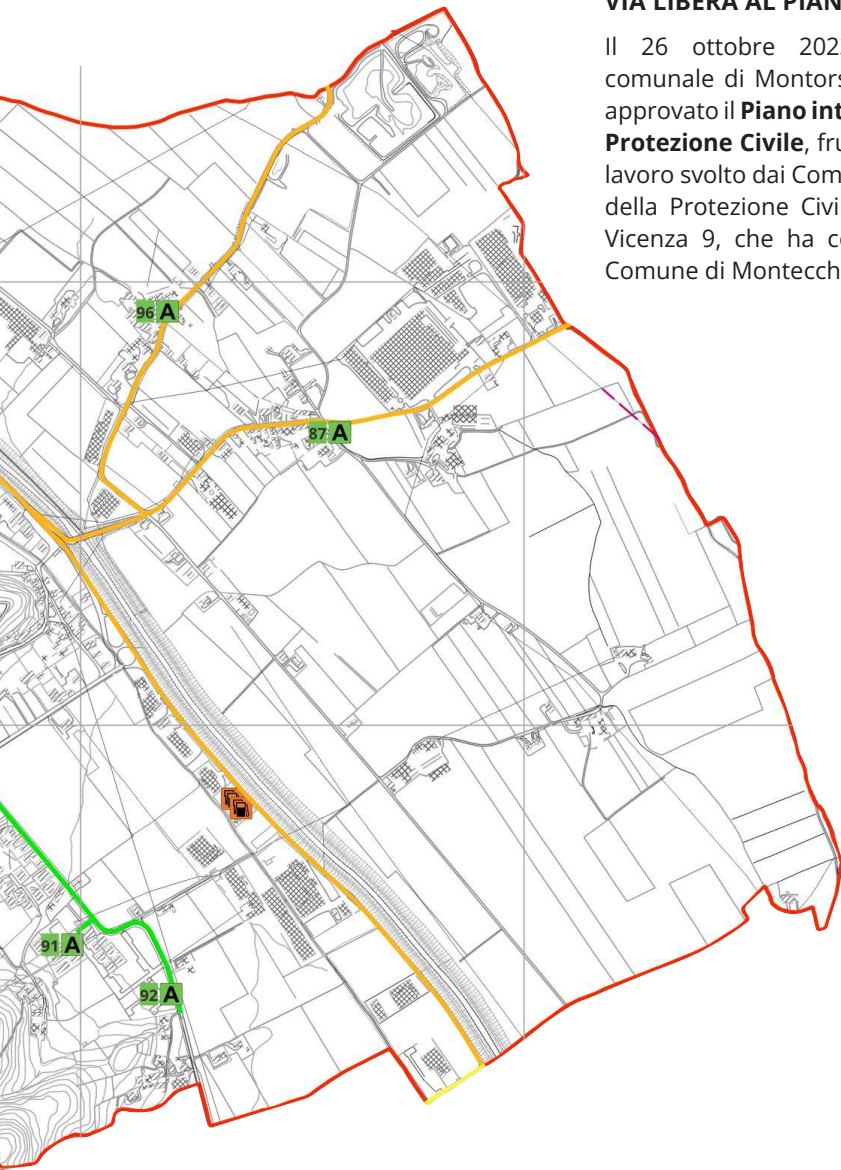 VIA LIBERA AL PIAN
Il 26 ottobre 202
comunale di Montors
approvato il Piano int
Protezione Civile, fru
lavoro svolto dai Com
della Protezione Civi
Vicenza 9, che ha c
Comune di Montecch
96 A
87 A
91 A
92 A